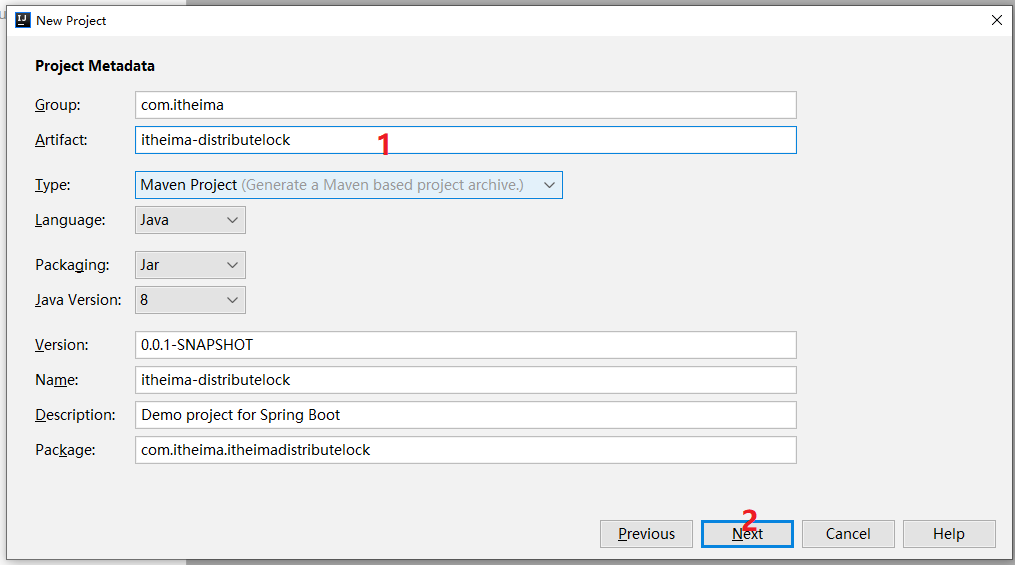 New Project
Project Metadata
Group: com.itheima
Artifact: itheima-distributelock
1
Type: Maven Project (Generate a Maven based project archive.)
Language: Java
Packaging: Jar
Java Version: 8
Version: 0.0.1-SNAPSHOT
Name: itheima-distributelock
Description: Demo project for Spring Boot
Package: com.itheima.itheimadistributelock
2
Previous Next Cancel Help